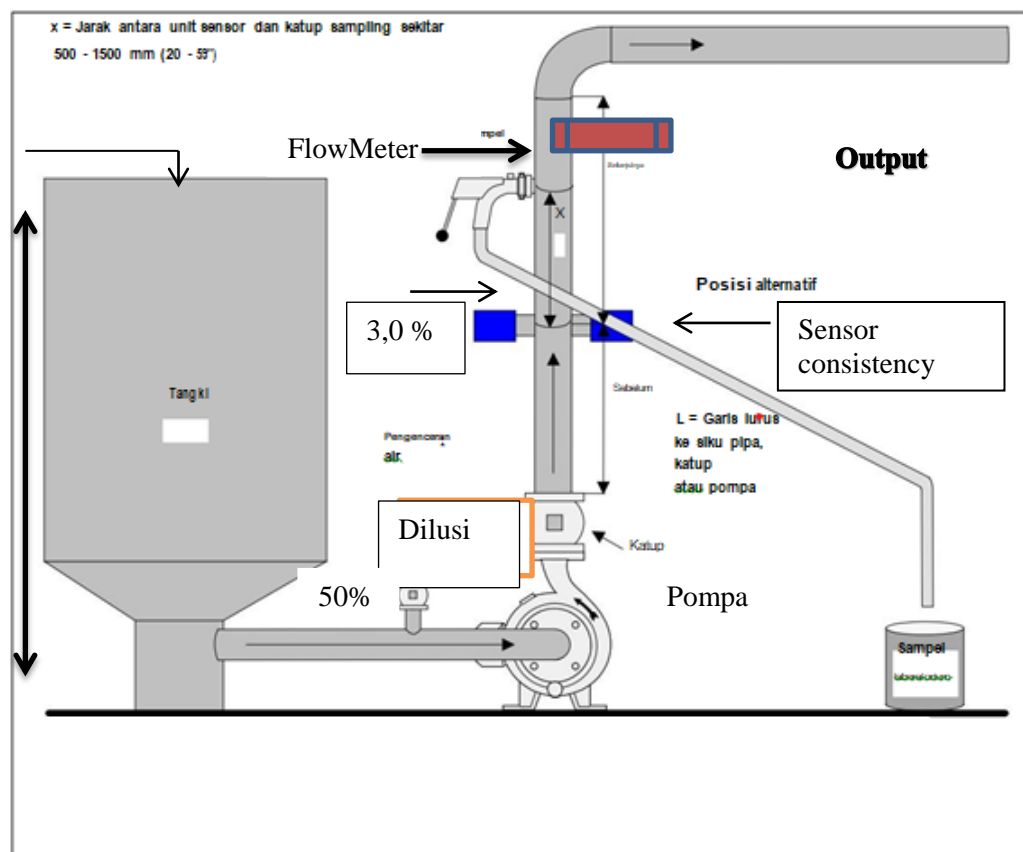 x = Jarak antara unit sensor dan katup sampling sekitar
500 - 1500 mm (20 - 59")
mpel
FlowMeter
Output
X
Posisi alternatif
3,0 %
Sensor
consistency
Tangki
Sebelum
L = Garis lurus
ke siku pipa,
katup
atau pompa
Pengenceran
air.
Dilusi
Katup
50%
Pompa
Sampel